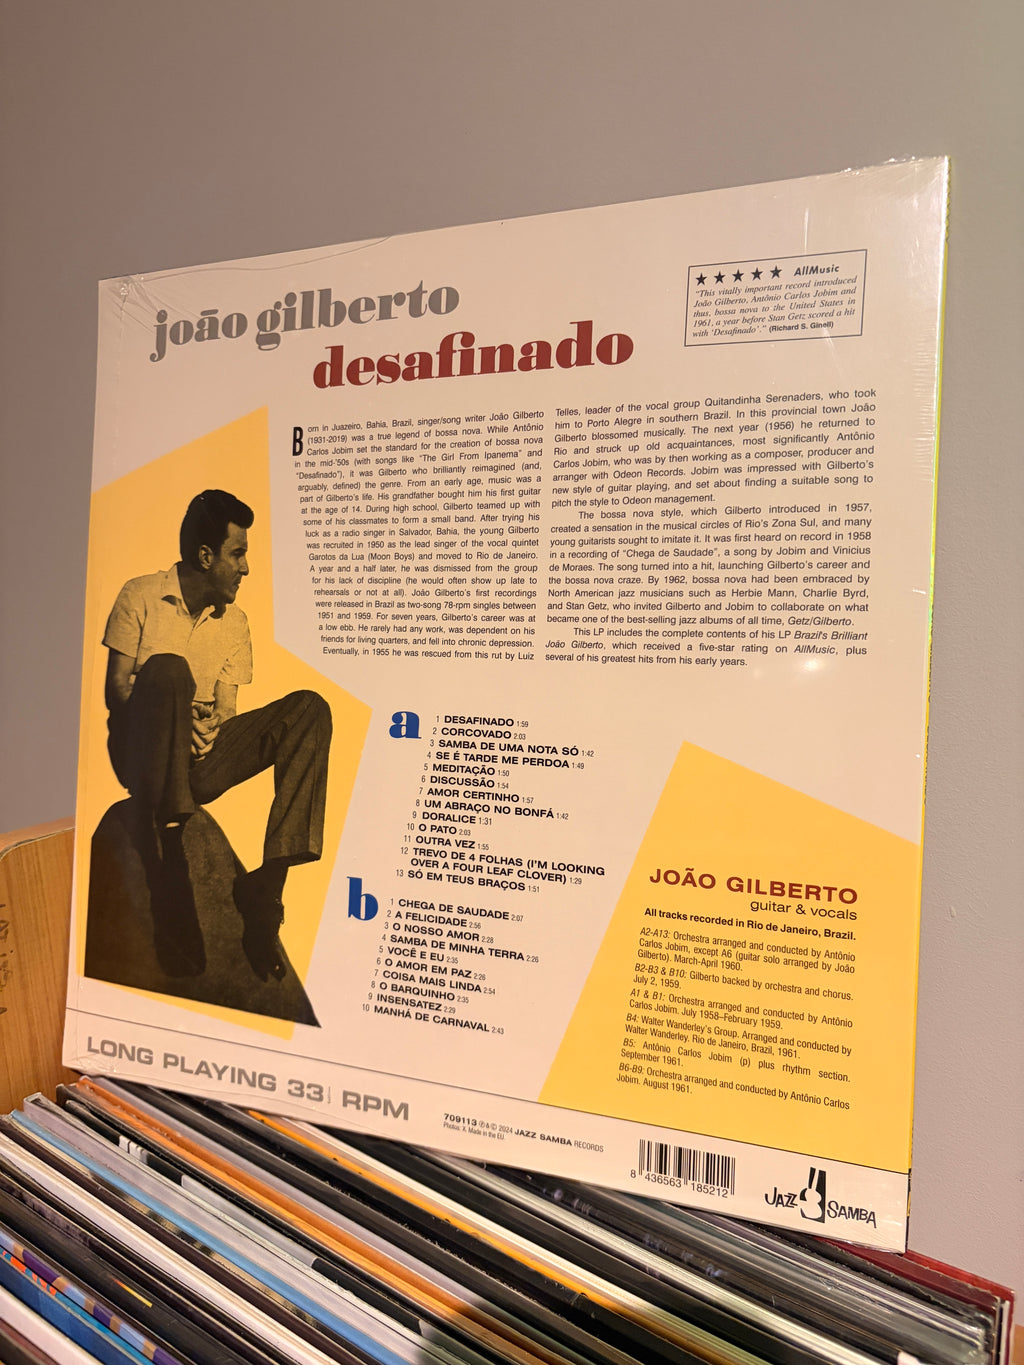 joão gilberto
desafinado
★★★★★ AllMusic
"This vitally important record introduced
João Gilberto, Antônio Carlos Jobim and
thus, bossa nova to the United States in
1961, a year before Stan Getz scored a hit
with 'Desafinado'." (Richard S. Ginell)
Born in Juazeiro, Bahia, Brazil, singer/song writer João Gilberto
(1931-2019) was a true legend of bossa nova. While Antônio
Carlos Jobim set the standard for the creation of bossa nova
in the mid-'50s (with songs like "The Girl From Ipanema" and
"Desafinado"), it was Gilberto who brilliantly reimagined (and,
arguably, defined) the genre. From an early age, music was a
part of Gilberto's life. His grandfather bought him his first guitar
at the age of 14. During high school, Gilberto teamed up with
some of his classmates to form a small band. After trying his
luck as a radio singer in Salvador, Bahia, the young Gilberto
was recruited in 1950 as the lead singer of the vocal quintet
Garotos da Lua (Moon Boys) and moved to Rio de Janeiro.
A year and a half later, he was dismissed from the group
for his lack of discipline (he would often show up late to
rehearsals or not at all). João Gilberto's first recordings
were released in Brazil as two-song 78-rpm singles between
1951 and 1959. For seven years, Gilberto's career was at
a low ebb. He rarely had any work, was dependent on his
friends for living quarters, and fell into chronic depression.
Eventually, in 1955 he was rescued from this rut by Luiz
Telles, leader of the vocal group Quitandinha Serenaders, who took
him to Porto Alegre in southern Brazil. In this provincial town João
Gilberto blossomed musically. The next year (1956) he returned to
Rio and struck up old acquaintances, most significantly Antônio
Carlos Jobim, who was by then working as a composer, producer and
arranger with Odeon Records. Jobim was impressed with Gilberto's
new style of guitar playing, and set about finding a suitable song to
pitch the style to Odeon management.
The bossa nova style, which Gilberto introduced in 1957,
created a sensation in the musical circles of Rio's Zona Sul, and many
young guitarists sought to imitate it. It was first heard on record in 1958
in a recording of "Chega de Saudade", a song by Jobim and Vinicius
de Moraes. The song turned into a hit, launching Gilberto's career and
the bossa nova craze. By 1962, bossa nova had been embraced by
North American jazz musicians such as Herbie Mann, Charlie Byrd,
and Stan Getz, who invited Gilberto and Jobim to collaborate on what
became one of the best-selling jazz albums of all time, Getz/Gilberto.
This LP includes the complete contents of his LP Brazil's Brilliant
João Gilberto, which received a five-star rating on AllMusic, plus
several of his greatest hits from his early years.
a
1 DESAFINADO 1:59
2 CORCOVADO 2:03
3 SAMBA DE UMA NOTA SÓ 1:42
4 SE É TARDE ME PERDOA 1:49
5 MEDITAÇÃO 1:50
6 DISCUSSÃO 1:54
7 AMOR CERTINHO 1:57
8 UM ABRAÇO NO BONFÁ 1:42
9 DORALICE 1:31
10 O PATO 2:03
11 OUTRA VEZ 1:55
12 TREVO DE 4 FOLHAS (I'M LOOKING
OVER A FOUR LEAF CLOVER) 1:29
13 SÓ EM TEUS BRAÇOS 1:51
b
1 CHEGA DE SAUDADE 2:07
2 A FELICIDADE 2:56
3 O NOSSO AMOR 2:28
4 SAMBA DE MINHA TERRA 2:26
5 VOCÊ E EU 2:35
6 O AMOR EM PAZ 2:26
7 COISA MAIS LINDA 2:54
8 O BARQUINHO 2:35
9 INSENSATEZ 2:29
10 MANHÁ DE CARNAVAL 2:43
JOÃO GILBERTO
guitar & vocals
All tracks recorded in Rio de Janeiro, Brazil.
A2-A13: Orchestra arranged and conducted by Antônio
Carlos Jobim, except A6 (guitar solo arranged by João
Gilberto). March-April 1960.
B2-B3 & B10: Gilberto backed by orchestra and chorus.
July 2, 1959.
A1 & B1: Orchestra arranged and conducted by Antônio
Carlos Jobim. July 1958–February 1959.
B4: Walter Wanderley's Group. Arranged and conducted by
Walter Wanderley. Rio de Janeiro, Brazil, 1961.
B5: Antônio Carlos Jobim (p) plus rhythm section.
September 1961.
B6-B9: Orchestra arranged and conducted by Antônio Carlos
Jobim. August 1961.
LONG PLAYING 33⅓ RPM
709113 ℗&© 2024 JAZZ SAMBA RECORDS
Photos: X. Made in the EU.
8 436563 185212
JAZZ SAMBA